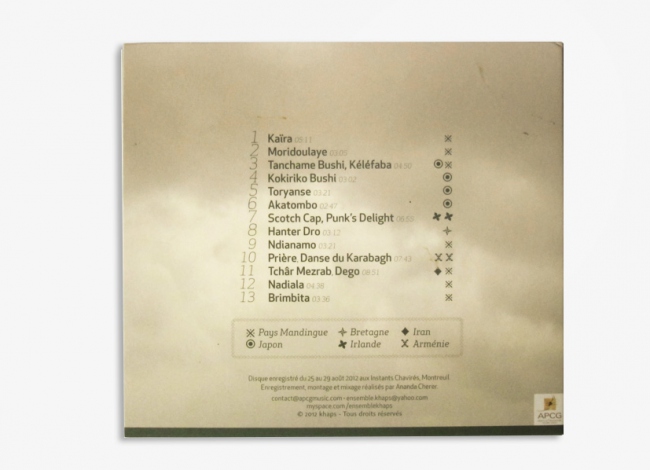 1 Kaïra 05:11
2 Moridoulaye 03:05
3 Tanchame Bushi, Kéléfaba 04:50
4 Kokiriko Bushi 03:02
5 Toryanse 03:21
6 Akatombo 02:47
7 Scotch Cap, Punk's Delight
8 Hanter Dro 03:12
9 Ndianamo 03:21
10 Prière, Danse du Karabagh 07:43
11 Tchâr Mezrab, Dego 08:51
12 Nadiala 04:38
13 Brimbita 03:36
Pays Mandingue Bretagne Iran
Japon Irlande Arménie
Disque enregistré du 25 au 29 août 2012 aux Instants Chavirés, Montreuil
Enregistrement, montage et mixage réalisés par Ananda Cherer
contact@apcgmusic.com - ensemble.khaps@yahoo.com
myspace.com/ensemblekhaps
© 2012 khaps - Tous droits réservés
APCG